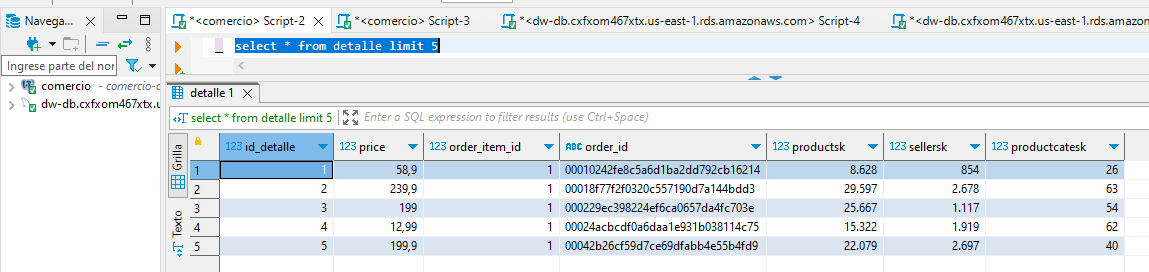 Navega...
*<comercio> Script-2
*<comercio> Script-3
*<dw-db.cxfxom467xtx.us-east-1.rds.amazonaws.com> Script-4
*<dw-db.cxfxom467xtx.us-east-1.rds.amazon
select * from detalle limit 5
Ingrese parte del nor
comercio - comercio-d
dw-db.cxfxom467xtx.u
detalle 1
select * from detalle limit 5
Enter a SQL expression to filter results (use Ctrl+Space)
Grilla
Texto
123 id_detalle 123 price 123 order_item_id ABC order_id 123 productsk 123 sellersk 123 productcatesk
1 1 58,9 1 00010242fe8c5a6d1ba2dd792cb16214 8.628 854 26
2 2 239,9 1 00018f77f2f0320c557190d7a144bdd3 29.597 2.678 63
3 3 199 1 000229ec398224ef6ca0657da4fc703e 25.667 1.117 54
4 4 12,99 1 00024acbcdf0a6daa1e931b038114c75 15.322 1.919 62
5 5 199,9 1 00042b26cf59d7ce69dfabb4e55b4fd9 22.079 2.697 40